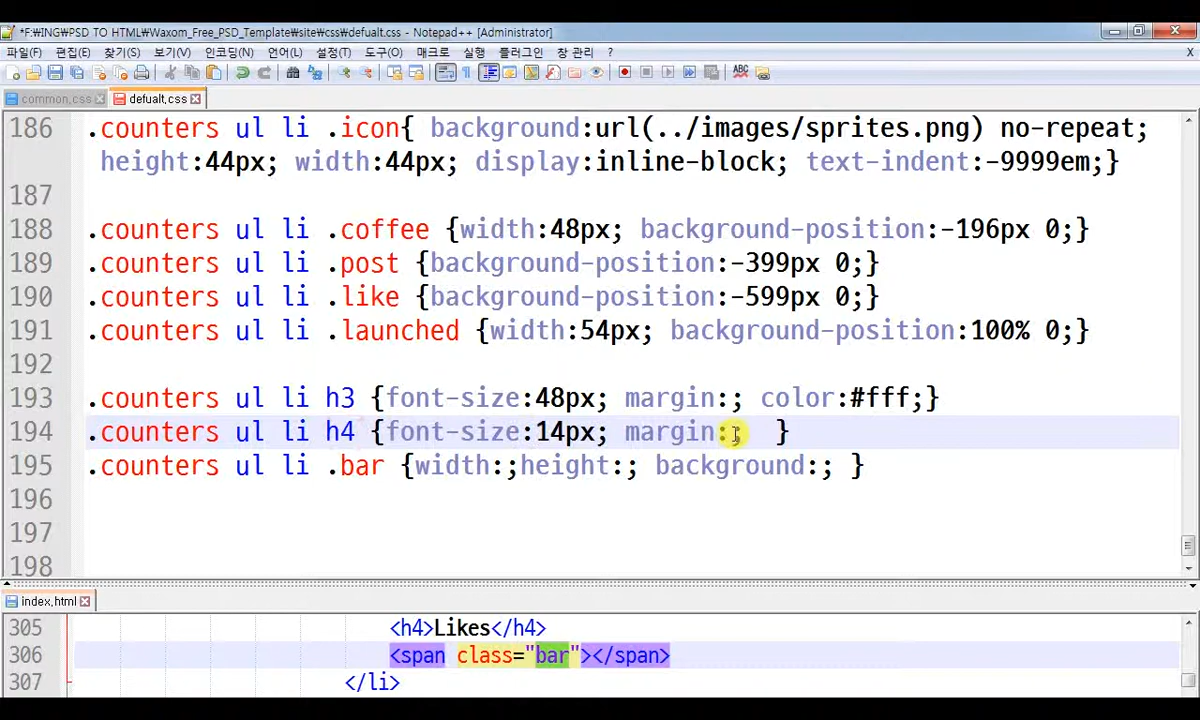 *F:₩ING₩PSD TO HTML₩Waxom_Free_PSD_Template₩site₩css₩defualt.css - Notepad++ [Administrator]
파일(F) 편집(E) 찾기(S) 보기(V) 인코딩(N) 언어(L) 설정(T) 도구(O) 매크로 실행 플러그인 창 관리 ? X
common.css defualt.css
186 .counters ul li .icon{ background:url(../images/sprites.png) no-repeat;
height:44px; width:44px; display:inline-block; text-indent:-9999em;}
187
188 .counters ul li .coffee {width:48px; background-position:-196px 0;}
189 .counters ul li .post {background-position:-399px 0;}
190 .counters ul li .like {background-position:-599px 0;}
191 .counters ul li .launched {width:54px; background-position:100% 0;}
192
193 .counters ul li h3 {font-size:48px; margin:; color:#fff;}
194 .counters ul li h4 {font-size:14px; margin:;  }
195 .counters ul li .bar {width:;height:; background:; }
196
197
198
index.html
305 <h4>Likes</h4>
306 <span class="bar"></span>
307 </li>